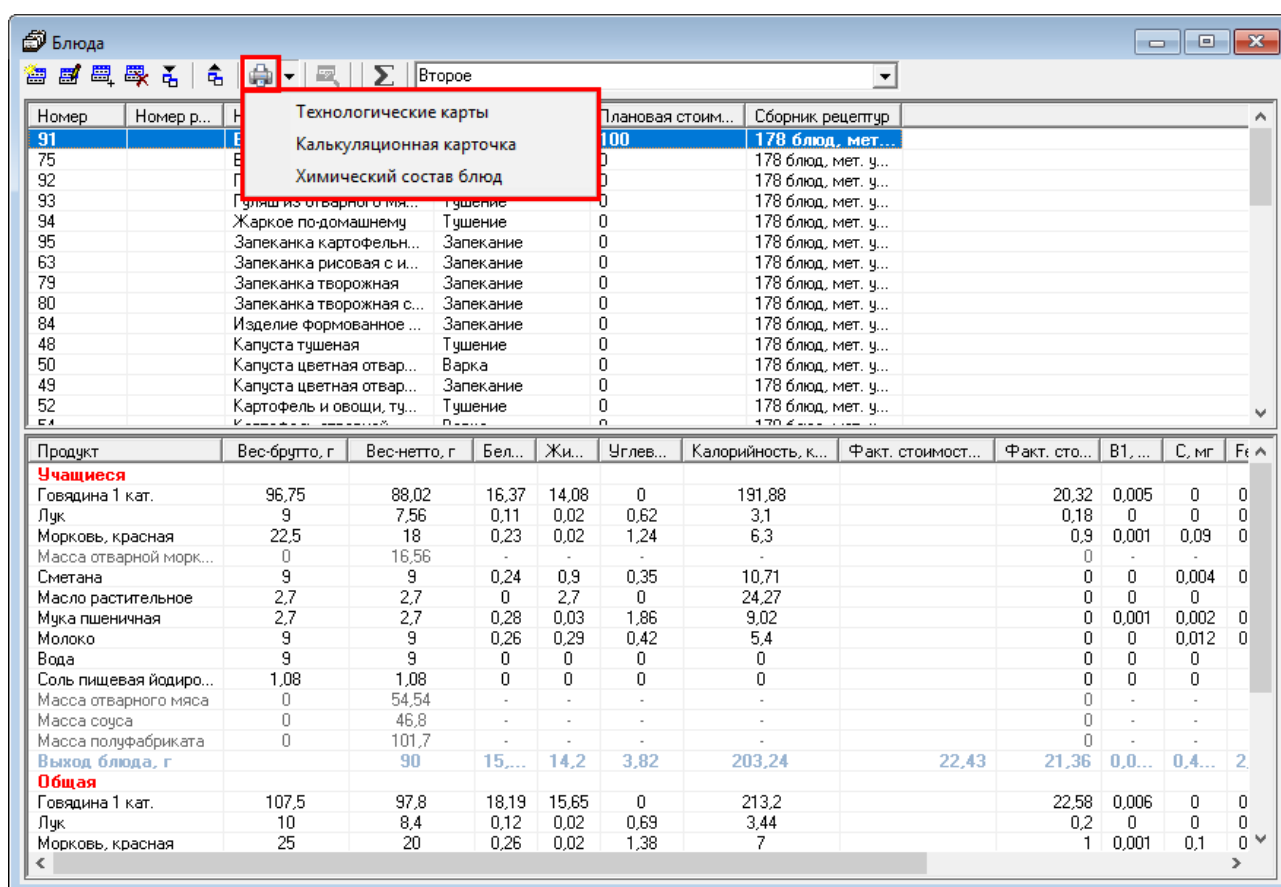 Блюда
Второе
Технологические карты
Калькуляционная карточка
Химический состав блюд
Номер Номер р... Плановая стоим... Сборник рецептур
91 100 178 блюд, мет...
75 178 блюд, мет. у...
92 178 блюд, мет. у...
93 Гуляш из отварного мя... Тушение 0 178 блюд, мет. у...
94 Жаркое по-домашнему Тушение 0 178 блюд, мет. у...
95 Запеканка картофельн... Запекание 0 178 блюд, мет. у...
63 Запеканка рисовая с и... Запекание 0 178 блюд, мет. у...
79 Запеканка творожная Запекание 0 178 блюд, мет. у...
80 Запеканка творожная с... Запекание 0 178 блюд, мет. у...
84 Изделие формованное ... Запекание 0 178 блюд, мет. у...
48 Капуста тушеная Тушение 0 178 блюд, мет. у...
50 Капуста цветная отвар... Варка 0 178 блюд, мет. у...
49 Капуста цветная отвар... Запекание 0 178 блюд, мет. у...
52 Картофель и овощи, ту... Тушение 0 178 блюд, мет. у...
Продукт Вес-брутто, г Вес-нетто, г Бел... Жи... Углев... Калорийность, к... Факт. стоимост... Факт. сто... B1, ... C, мг Fe
Учащиеся
Говядина 1 кат. 96,75 88,02 16,37 14,08 0 191,88 20,32 0,005 0 0
Лук 9 7,56 0,11 0,02 0,62 3,1 0,18 0 0 0
Морковь, красная 22,5 18 0,23 0,02 1,24 6,3 0,9 0,001 0,09 0
Масса отварной морк... 0 16,56 - - - - 0 - -
Сметана 9 9 0,24 0,9 0,35 10,71 0 0 0,004 0
Масло растительное 2,7 2,7 0 2,7 0 24,27 0 0 0
Мука пшеничная 2,7 2,7 0,28 0,03 1,86 9,02 0 0,001 0,002 0
Молоко 9 9 0,26 0,29 0,42 5,4 0 0 0,012 0
Вода 9 9 0 0 0 0 0 0 0
Соль пищевая йодиро... 1,08 1,08 0 0 0 0 0 0 0
Масса отварного мяса 0 54,54 - - - - 0 - -
Масса соуса 0 46,8 - - - - 0 - -
Масса полуфабриката 0 101,7 - - - - 0 - -
Выход блюда, г 90 15,... 14,2 3,82 203,24 22,43 21,36 0,0... 0,4... 2,
Общая
Говядина 1 кат. 107,5 97,8 18,19 15,65 0 213,2 22,58 0,006 0 0
Лук 10 8,4 0,12 0,02 0,69 3,44 0,2 0 0 0
Морковь, красная 25 20 0,26 0,02 1,38 7 1 0,001 0,1 0